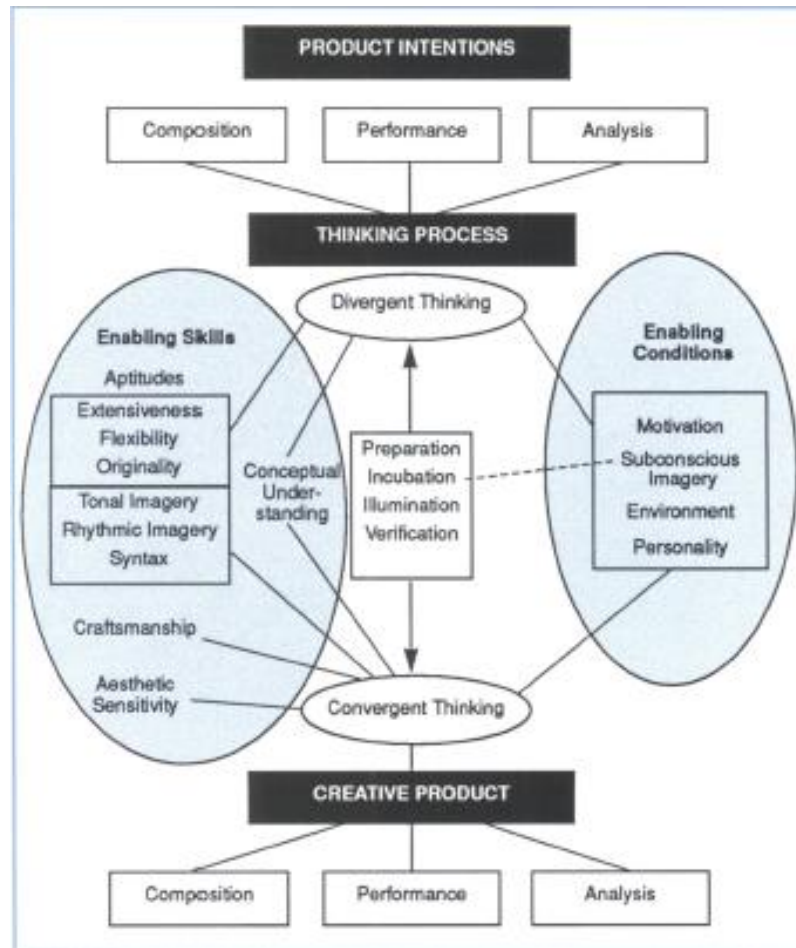 PRODUCT INTENTIONS
Composition
Performance
Analysis
THINKING PROCESS
Divergent Thinking
Enabling Skills
Aptitudes
Extensiveness
Flexibility
Originality
Tonal Imagery
Rhythmic Imagery
Syntax
Conceptual
Under-
standing
Craftsmanship
Aesthetic
Sensitivity
Preparation
Incubation
Illumination
Verification
Enabling
Conditions
Motivation
Subconscious
Imagery
Environment
Personality
Convergent Thinking
CREATIVE PRODUCT
Composition
Performance
Analysis